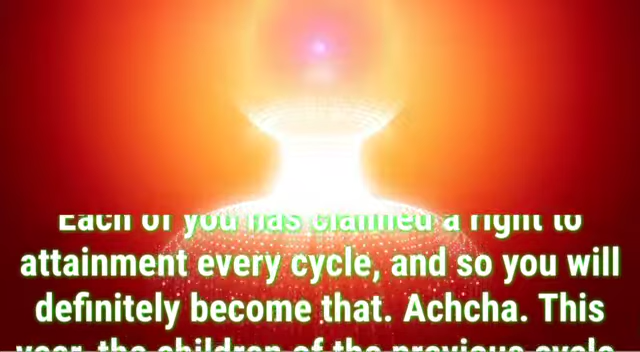 Each of you has claimed a right to
attainment every cycle, and so you will
definitely become that. Achcha. This
year, the children of the previous cycle